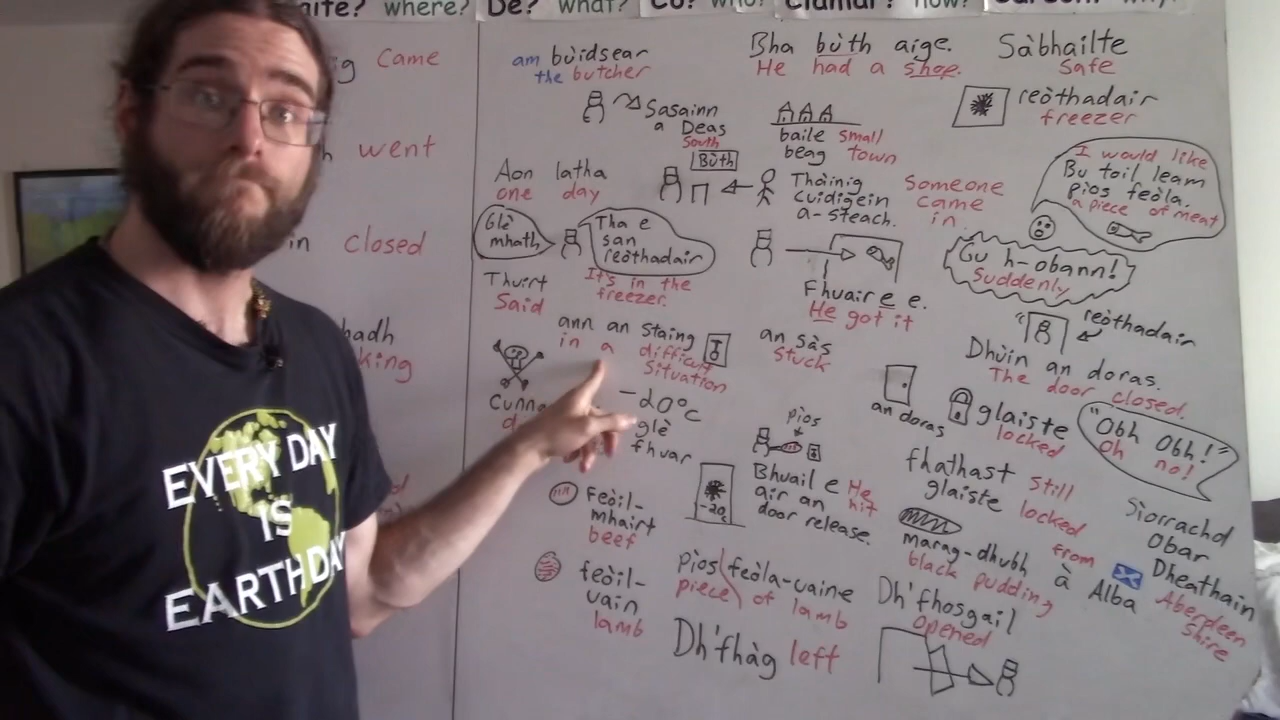 where? Dè? what? Cò? who? Ciamar? how? Carson? why?
ig came
went
in closed
am bùidsear
the butcher
Bha bùth aige.
He had a shop.
Sàbhailte
Safe
Sasainn
a Deas
South
baile small
beag town
reòthadair
freezer
Aon latha
one day
Bùth
Thàinig
cuidigein
a-steach.
Someone
came
in.
I would like
Bu toil leam
pìos feòla.
a piece of meat
Glè
mhath
Tha e
san
reòthadair
It's in the
freezer.
Thuirt
Said
Fhuair e e.
He got it
Gu h-obann!
Suddenly
ann an staing
in a difficult
Situation
an sàs
Stuck
reòthadair
Dhùin an doras.
The door closed.
Cunna
-20°c
glè
fhuar
an doras
glaiste
locked
"Obh Obh!"
Oh no!
pìos
Bhuail e He
air an hit
door release.
fhathast Still
glaiste locked
feòil-
mhairt
beef
-20c
marag-dhubh
black pudding
from
à Alba
Siorrachd
Obar
Dheathain
Aberdeen
Shire
feòil-
uain
lamb
pìos feòla-uaine
piece of lamb
Dh'fhosgail
opened
Dh'fhàg left
EVERY DAY
IS
EARTH DAY